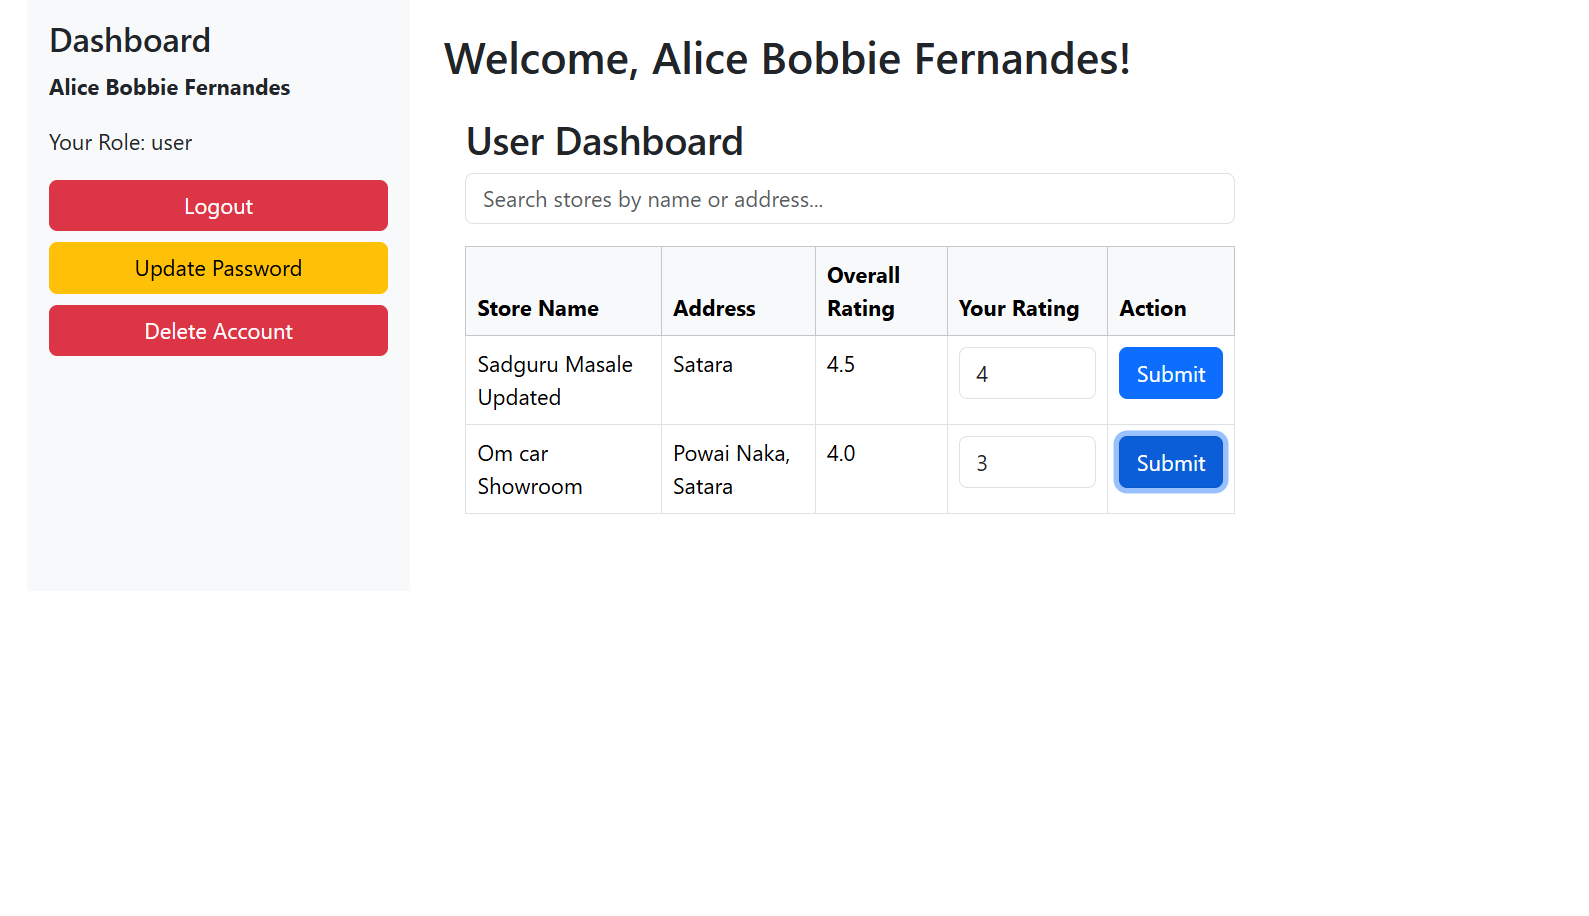 Dashboard
Alice Bobbie Fernandes
Your Role: user
Logout
Update Password
Delete Account
Welcome, Alice Bobbie Fernandes!
User Dashboard
Search stores by name or address...
Store Name
Address
Overall
Rating
Your Rating
Action
Sadguru Masale
Updated
Satara
4.5
4
Submit
Om car
Showroom
Powai Naka,
Satara
4.0
3
Submit